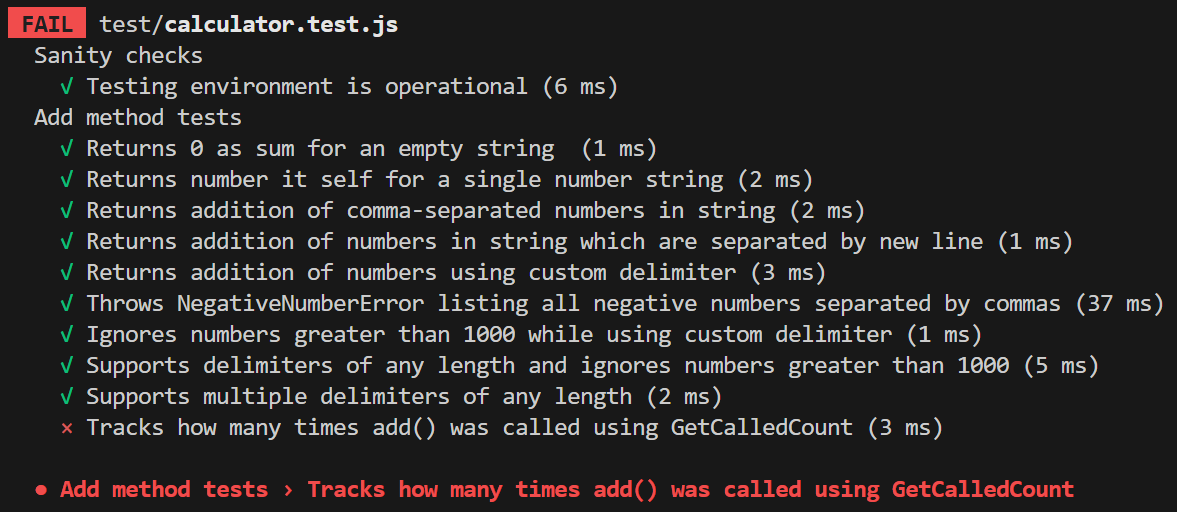 FAIL test/calculator.test.js
Sanity checks
√ Testing environment is operational (6 ms)
Add method tests
√ Returns 0 as sum for an empty string  (1 ms)
√ Returns number it self for a single number string (2 ms)
√ Returns addition of comma-separated numbers in string (2 ms)
√ Returns addition of numbers in string which are separated by new line (1 ms)
√ Returns addition of numbers using custom delimiter (3 ms)
√ Throws NegativeNumberError listing all negative numbers separated by commas (37 ms)
√ Ignores numbers greater than 1000 while using custom delimiter (1 ms)
√ Supports delimiters of any length and ignores numbers greater than 1000 (5 ms)
√ Supports multiple delimiters of any length (2 ms)
× Tracks how many times add() was called using GetCalledCount (3 ms)
● Add method tests › Tracks how many times add() was called using GetCalledCount